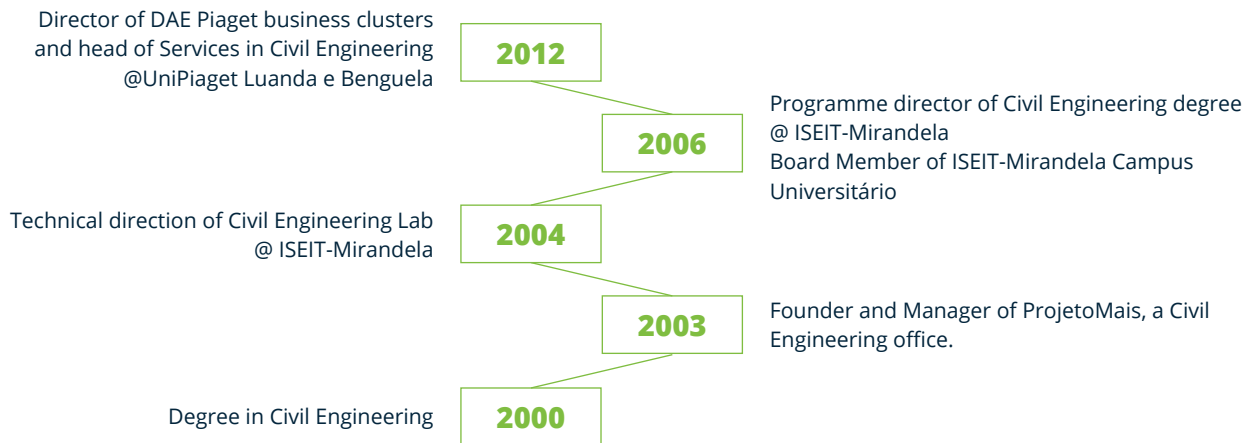 Director of DAE Piaget business clusters
and head of Services in Civil Engineering
@UniPiaget Luanda e Benguela
2012
Programme director of Civil Engineering degree
@ ISEIT-Mirandela
Board Member of ISEIT-Mirandela Campus
Universitário
2006
Technical direction of Civil Engineering Lab
@ ISEIT-Mirandela
2004
Founder and Manager of ProjetoMais, a Civil
Engineering office.
2003
Degree in Civil Engineering
2000